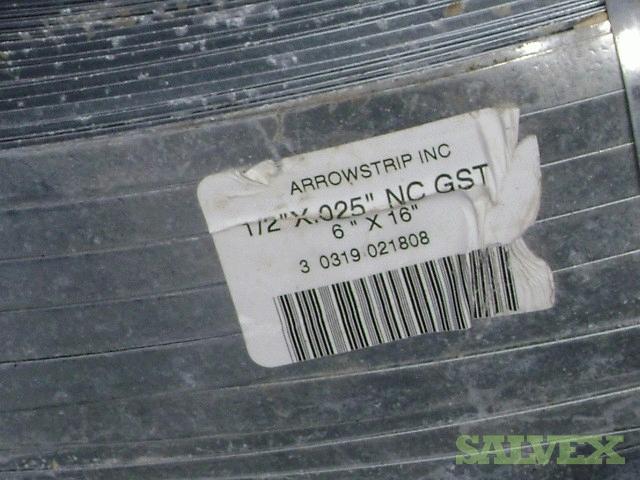 ARROWSTRIP INC
1/2" X .025" NC GST
6 " X 16"
3 0319 021808
SALVEX